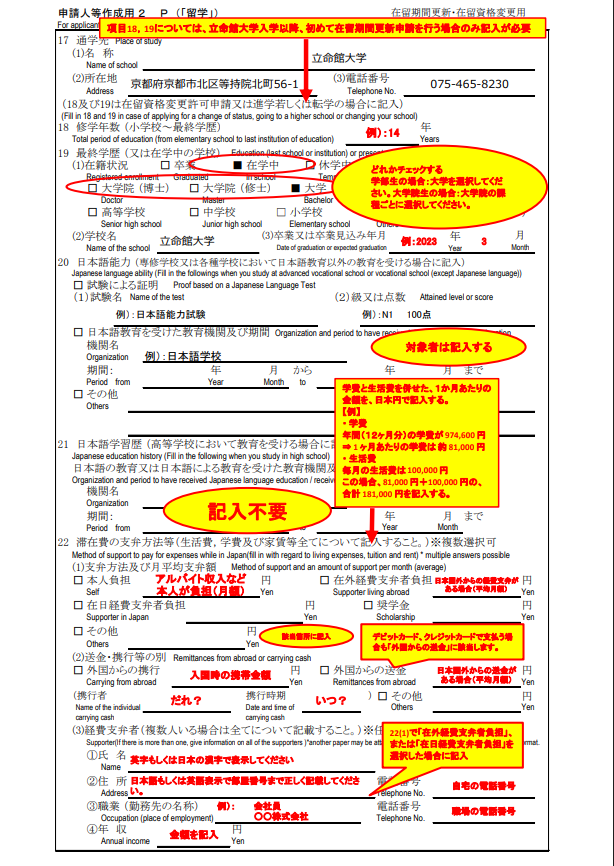 申請人等作成用 2　P (「留学」)　在留期間更新・在留資格変更用
For applicant
項目18, 19については、立命館大学入学以降、初めて在留期間更新申請を行う場合のみ記入が必要
17 通学先 Place of study
(1)名 称 立命館大学
Name of school
(2)所在地 京都府京都市北区等持院北町56-1 (3)電話番号 075-465-8230
Address Telephone No.
(18及び19は在留資格変更許可申請又は進学若しくは転学の場合に記入)
(Fill in 18 and 19 in case of applying for a change of status, going to a higher school or changing your school)
18 修学年数 (小学校～最終学歴) 例):14 年
Total period of education (from elementary school to last institution of education) Years
19 最終学歴 (又は在学中の学校) Education (last school or institution) or present
(1)在籍状況 □ 卒業 ■ 在学中 □ 休学中
Registered enrollment Graduated In school
□ 大学院 (博士) □ 大学院 (修士) ■ 大学
Doctor Master Bachelor
どれかチェックする
学部生の場合:大学を選択してくだ
さい。大学院生の場合:大学院の課
程ごとに選択してください。
□ 高等学校 □ 中学校 □ 小学校
Senior high school Junior high school Elementary school Others
(2)学校名 立命館大学 (3)卒業又は卒業見込み年月 例:2023 年 3 月
Name of the school Date of graduation or expected graduation Year Month
20 日本語能力 (専修学校又は各種学校において日本語教育以外の教育を受ける場合に記入)
Japanese language ability (Fill in the followings when you study at advanced vocational school or vocational school (except Japanese language))
□ 試験による証明 Proof based on a Japanese Language Test
(1)試験名 Name of the test (2)級又は点数 Attained level or score
例):日本語能力試験 例):N1 100点
□ 日本語教育を受けた教育機関及び期間 Organization and period to have received
機関名
Organization 例):日本語学校
対象者は記入する
期間: 年 月 から 年 月 まで
Period from Year Month to
□ その他
Others
学費と生活費を併せた、1か月あたりの
金額を、日本円で記入する。
【例】
・学費
年間(12ヶ月分)の学費が974,600 円
⇒ 1ヶ月あたりの学費は約81,000円
・生活費
毎月の生活費は100,000円
この場合、81,000円+100,000円の、
合計181,000円を記入する。
21 日本語学習歴 (高等学校において教育を受ける場合に記
Japanese education history (Fill in the followings when you study in high school)
日本語の教育又は日本語による教育を受けた教育機関及
Organization and period to have received Japanese language education / receive
機関名
Organization
記入不要
期間: 年 月 まで
Period from Year Month
22 滞在費の支弁方法等(生活費,学費及び家賃等全てについて記入すること。)※複数選択可
Method of support to pay for expenses while in Japan(fill in with regard to living expenses, tuition and rent) * multiple answers possible
(1)支弁方法及び月平均支弁額 Method of support and an amount of support per month (average)
□ 本人負担 アルバイト収入など 円 □ 在外経費支弁者負担 日本国外からの経費支弁が 円
Self 本人が負担(月額) Yen Supporter living abroad ある場合(平均月額) Yen
□ 在日経費支弁者負担 円 □ 奨学金 円
Supporter in Japan Yen Scholarship Yen
□ その他 円 該当箇所に記入
Others Yen
デビットカード、クレジットカードで支払う場
合も「外国からの送金」に該当します。
(2)送金・携行等の別 Remittances from abroad or carrying cash
□ 外国からの携行 入国時の携帯金額 円 □ 外国からの送金 日本国外からの送金が 円
Carrying from abroad Yen Remittances from abroad ある場合(平均月額) Yen
(携行者 だれ? 携行時期 いつ? ) □ その他 円
Name of the individual Date and time of Others Yen
carrying cash carrying cash
(3)経費支弁者 (複数人いる場合は全てについて記載すること。)※
Supporter(If there is more than one, give information on all of the supporters )*another paper may be format.
22(1)で「在外経費支弁者負担」、
または「在日経費支弁者負担」を
選択した場合に記入
①氏 名 英字もしくは日本の漢字で表示してください
Name
②住 所 日本語もしくは英語表示で部屋番号まで正しく記載してくださ 電話番号 自宅の電話番号
Address い。 Telephone No.
③職業 (勤務先の名称) 例): 会社員 電話番号 職場の電話番号
Occupation (place of employment) 〇〇株式会社 Telephone No.
④年 収 金額を記入 円
Annual income Yen